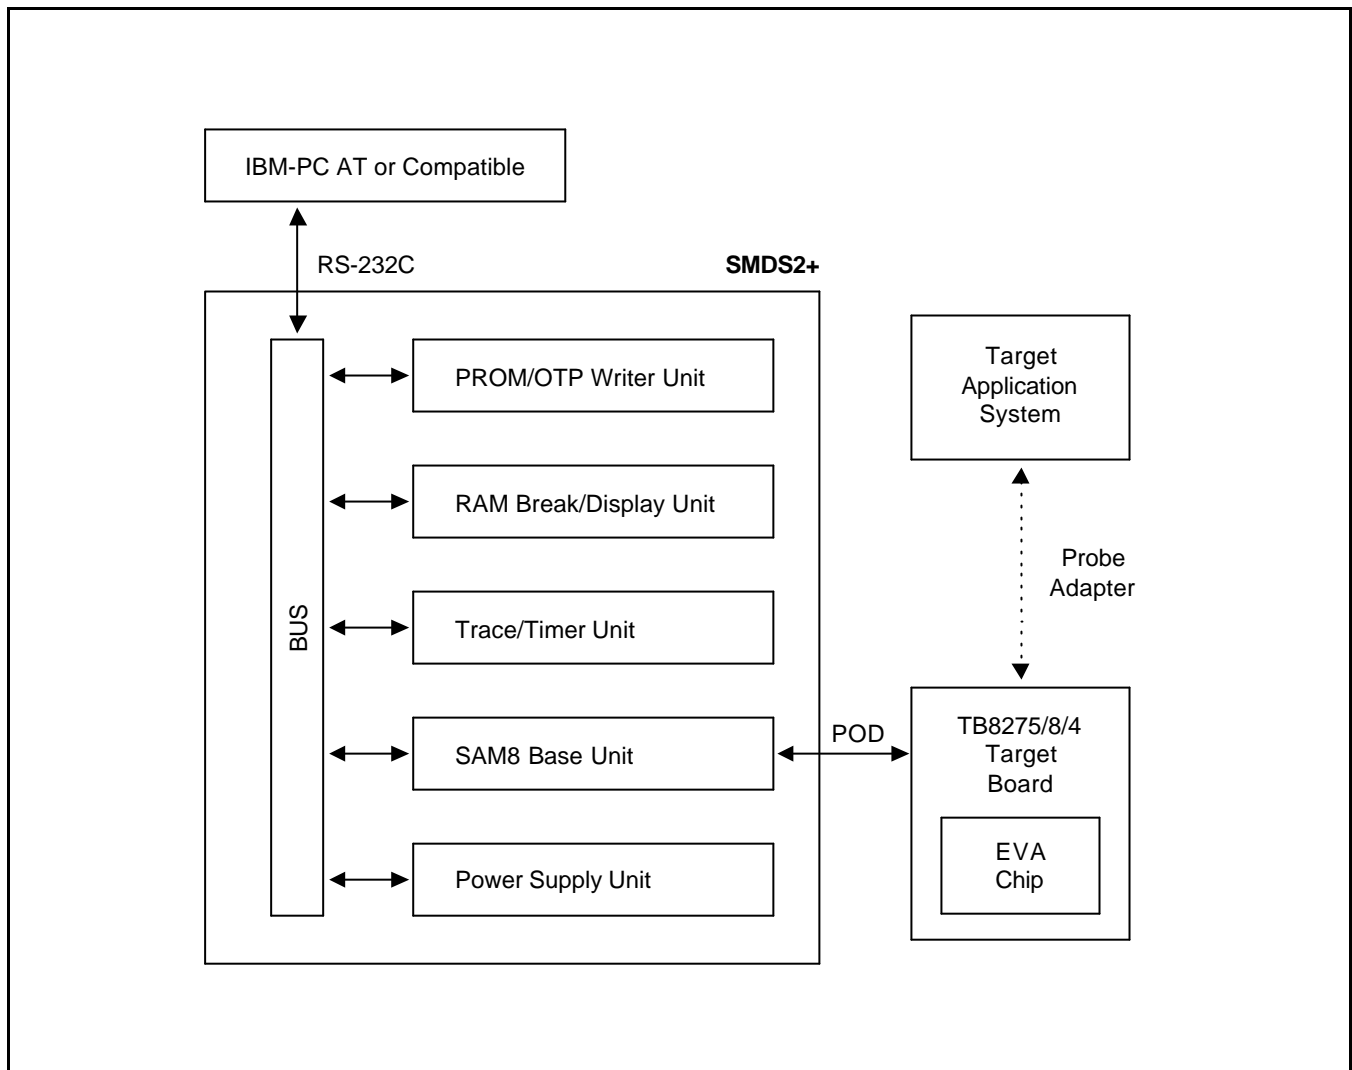 IBM-PC AT or Compatible
RS-232C
SMDS2+
PROM/OTP Writer Unit
Target
Application
System
RAM Break/Display Unit
Probe
Adapter
BUS
Trace/Timer Unit
SAM8 Base Unit
POD
TB8275/8/4
Target
Board
EVA
Chip
Power Supply Unit